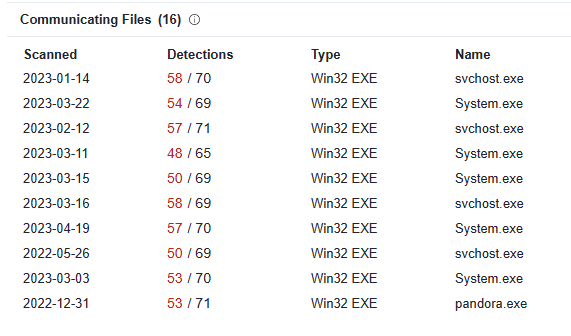 Communicating Files (16)
Scanned Detections Type Name
2023-01-14 58 / 70 Win32 EXE svchost.exe
2023-03-22 54 / 69 Win32 EXE System.exe
2023-02-12 57 / 71 Win32 EXE svchost.exe
2023-03-11 48 / 65 Win32 EXE System.exe
2023-03-15 50 / 69 Win32 EXE System.exe
2023-03-16 58 / 69 Win32 EXE svchost.exe
2023-04-19 57 / 70 Win32 EXE System.exe
2022-05-26 50 / 69 Win32 EXE svchost.exe
2023-03-03 53 / 70 Win32 EXE System.exe
2022-12-31 53 / 71 Win32 EXE pandora.exe